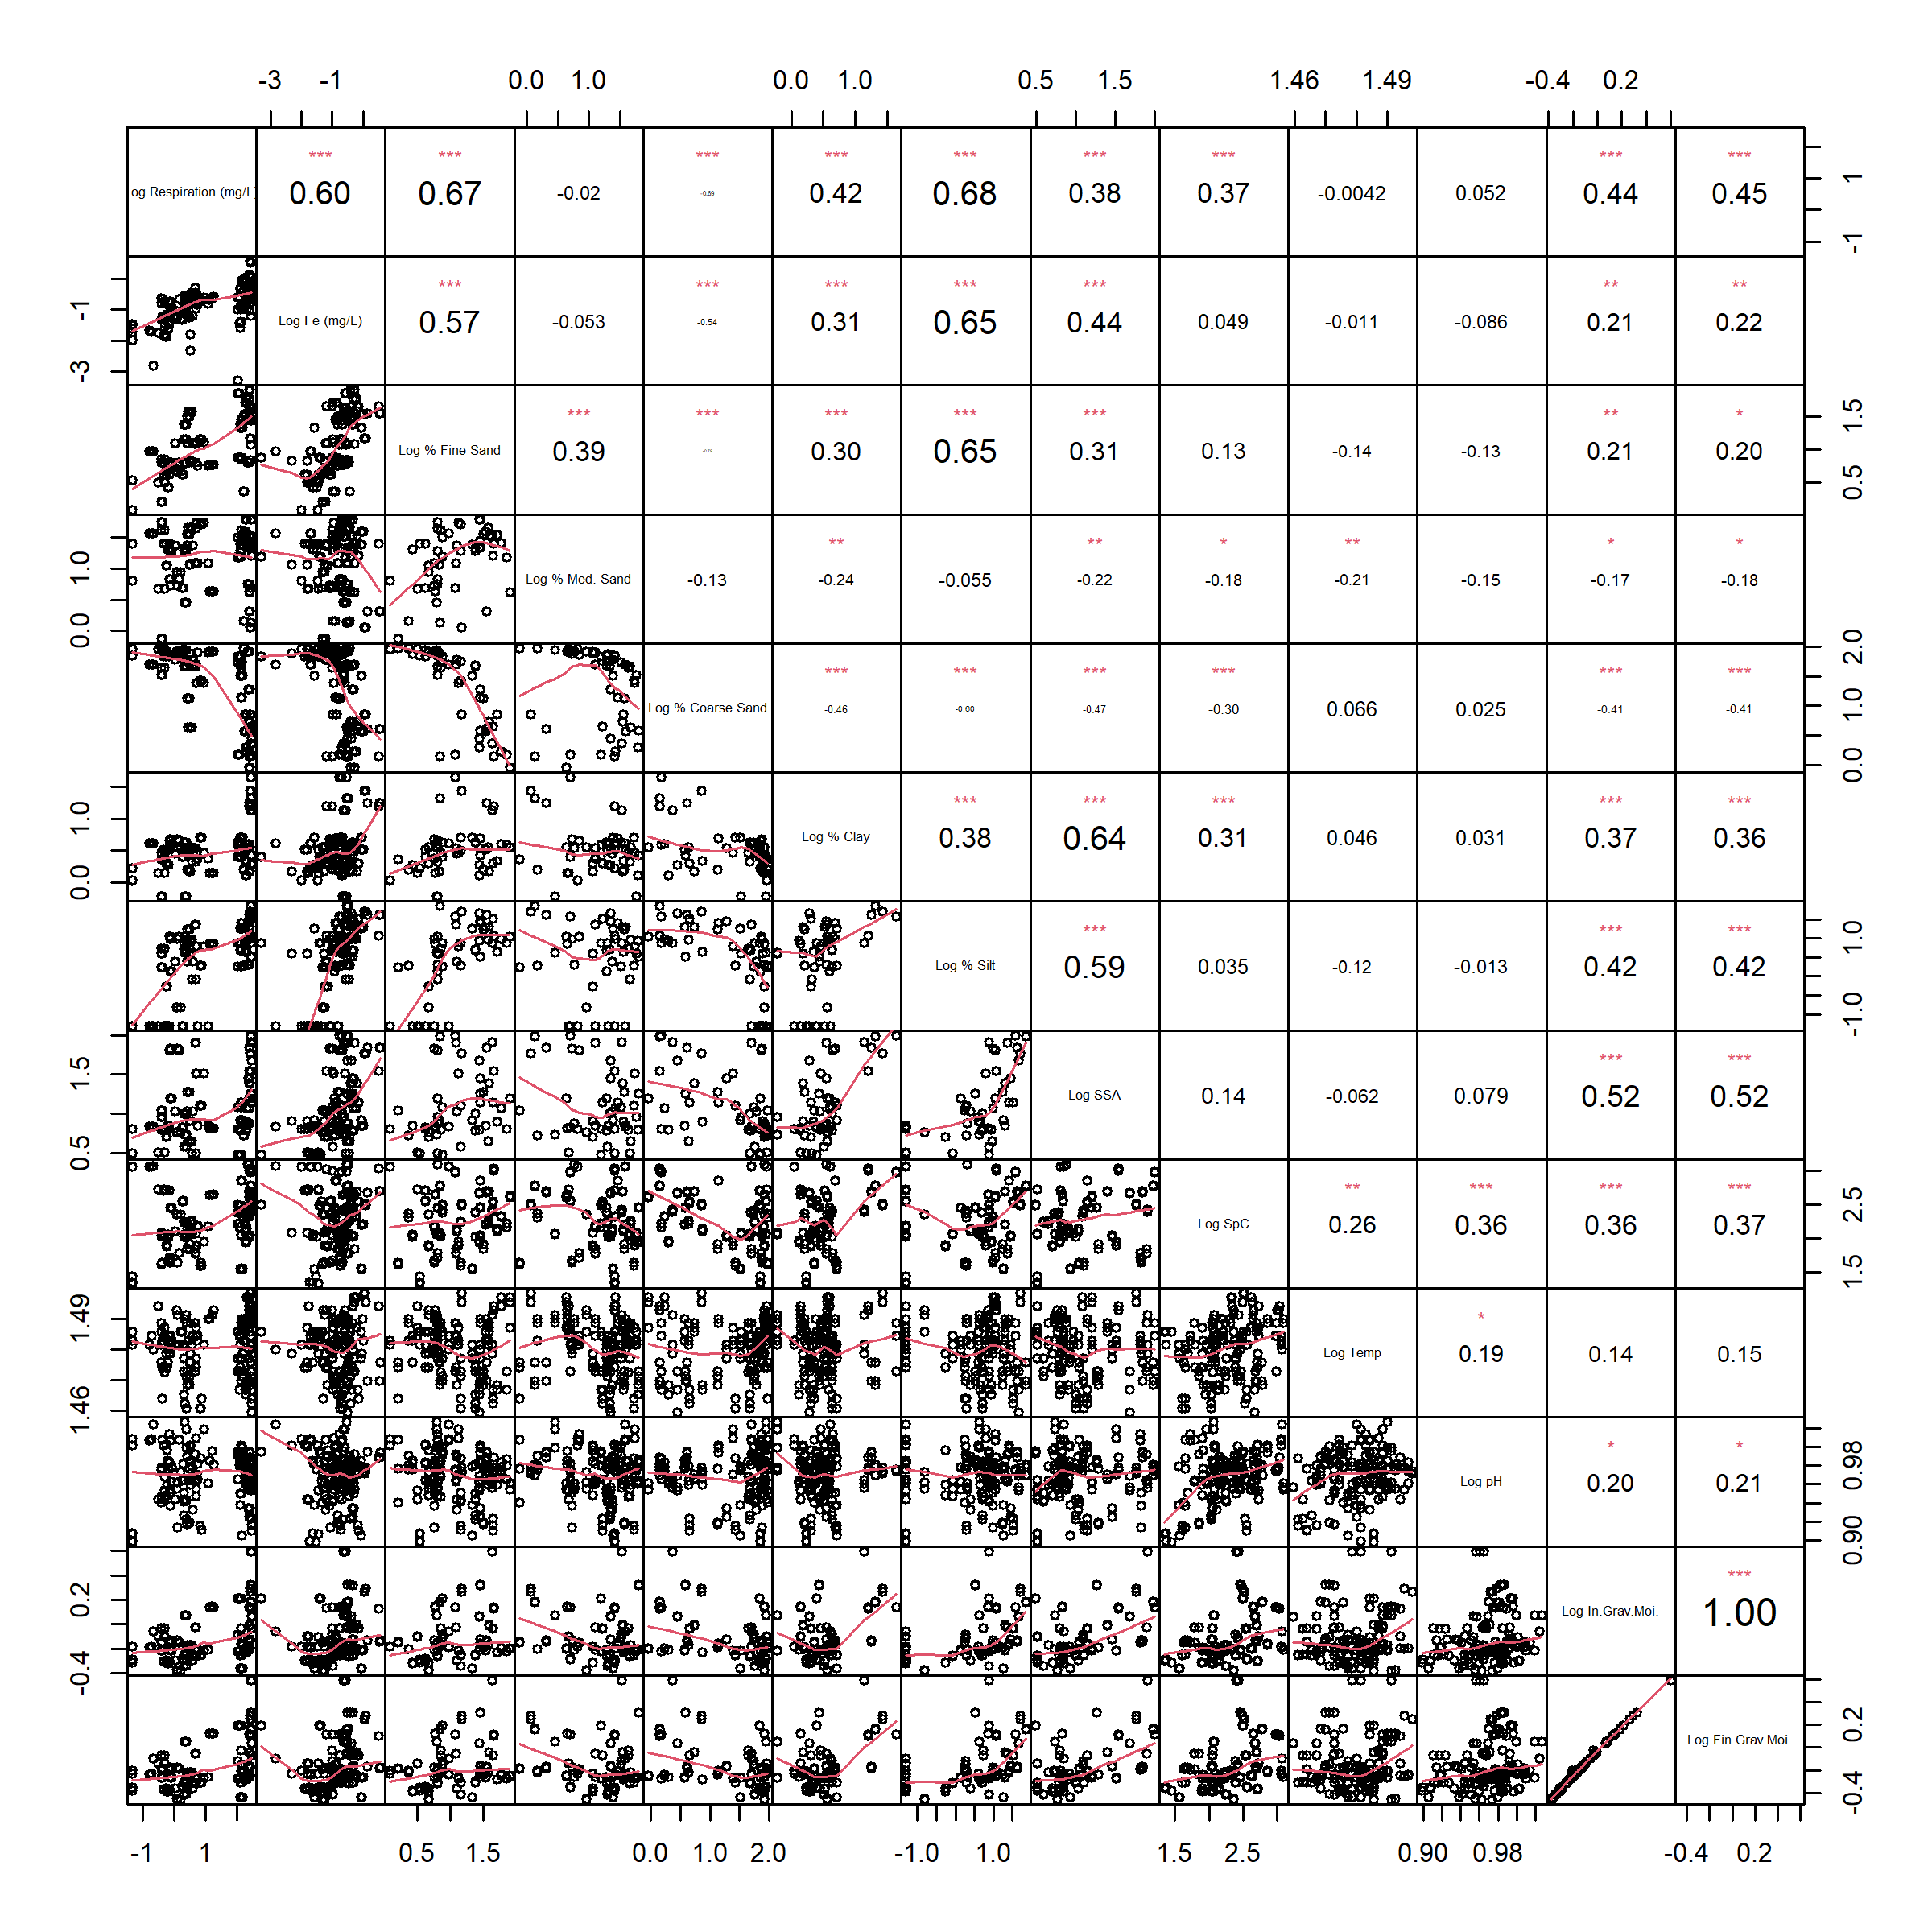 -3 -1 0.0 1.0 0.0 1.0 0.5 1.5 1.46 1.49 -0.4 0.2
*** *** *** *** *** *** *** *** ***
Log Respiration (mg/L) 0.60 0.67 -0.02 -0.69 0.42 0.68 0.38 0.37 -0.0042 0.052 0.44 0.45 -1 1
*** *** *** *** *** ** **
-3 -1 Log Fe (mg/L) 0.57 -0.053 -0.54 0.31 0.65 0.44 0.049 -0.011 -0.086 0.21 0.22
*** *** *** *** *** ** *
Log % Fine Sand 0.39 0.30 0.65 0.31 0.13 -0.14 -0.13 0.21 0.20 0.5 1.5
** ** * ** * *
0.0 1.0 Log % Med. Sand -0.13 -0.24 -0.055 -0.22 -0.18 -0.21 -0.15 -0.17 -0.18
*** *** *** *** *** ***
Log % Coarse Sand -0.46 -0.60 -0.47 -0.30 0.066 0.025 -0.41 -0.41 0.0 1.0 2.0
*** *** *** *** ***
0.0 1.0 Log % Clay 0.38 0.64 0.31 0.046 0.031 0.37 0.36
*** *** ***
Log % Silt 0.59 0.035 -0.12 -0.013 0.42 0.42 -1.0 1.0
*** ***
0.5 1.5 Log SSA 0.14 -0.062 0.079 0.52 0.52
** *** *** ***
Log SpC 0.26 0.36 0.36 0.37 1.5 2.5
*
1.46 1.49 Log Temp 0.19 0.14 0.15
* *
Log pH 0.20 0.21 0.90 0.98
***
-0.4 0.2 Log In.Grav.Moi. 1.00
Log Fin.Grav.Moi. -0.4 0.2
-1 1 0.5 1.5 0.0 1.0 2.0 -1.0 1.0 1.5 2.5 0.90 0.98 -0.4 0.2